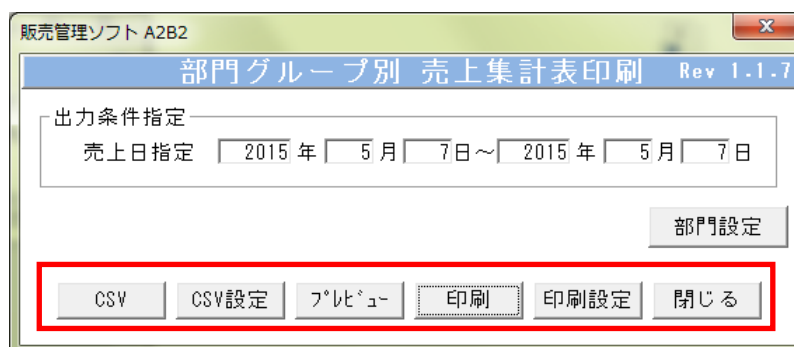 販売管理ソフト A2B2
部門グループ別 売上集計表印刷 Rev 1.1.7
出力条件指定
売上日指定 2015 年 5 月 7 日～ 2015 年 5 月 7 日
部門設定
CSV CSV設定 ﾌﾟﾚﾋﾞｭｰ 印刷 印刷設定 閉じる